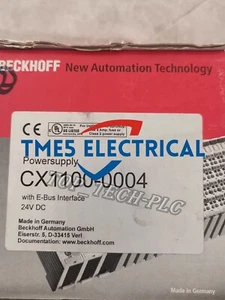 BECKHOFF New Automation Technology
TMES ELECTRICAL
Powersupply
CX1100-0004
with E-Bus Interface
24V DC
Made in Germany
Beckhoff Automation GmbH
Eiserstr. 5, D-33415 Verl
Documentation: www.beckhoff.com
Made in Germany